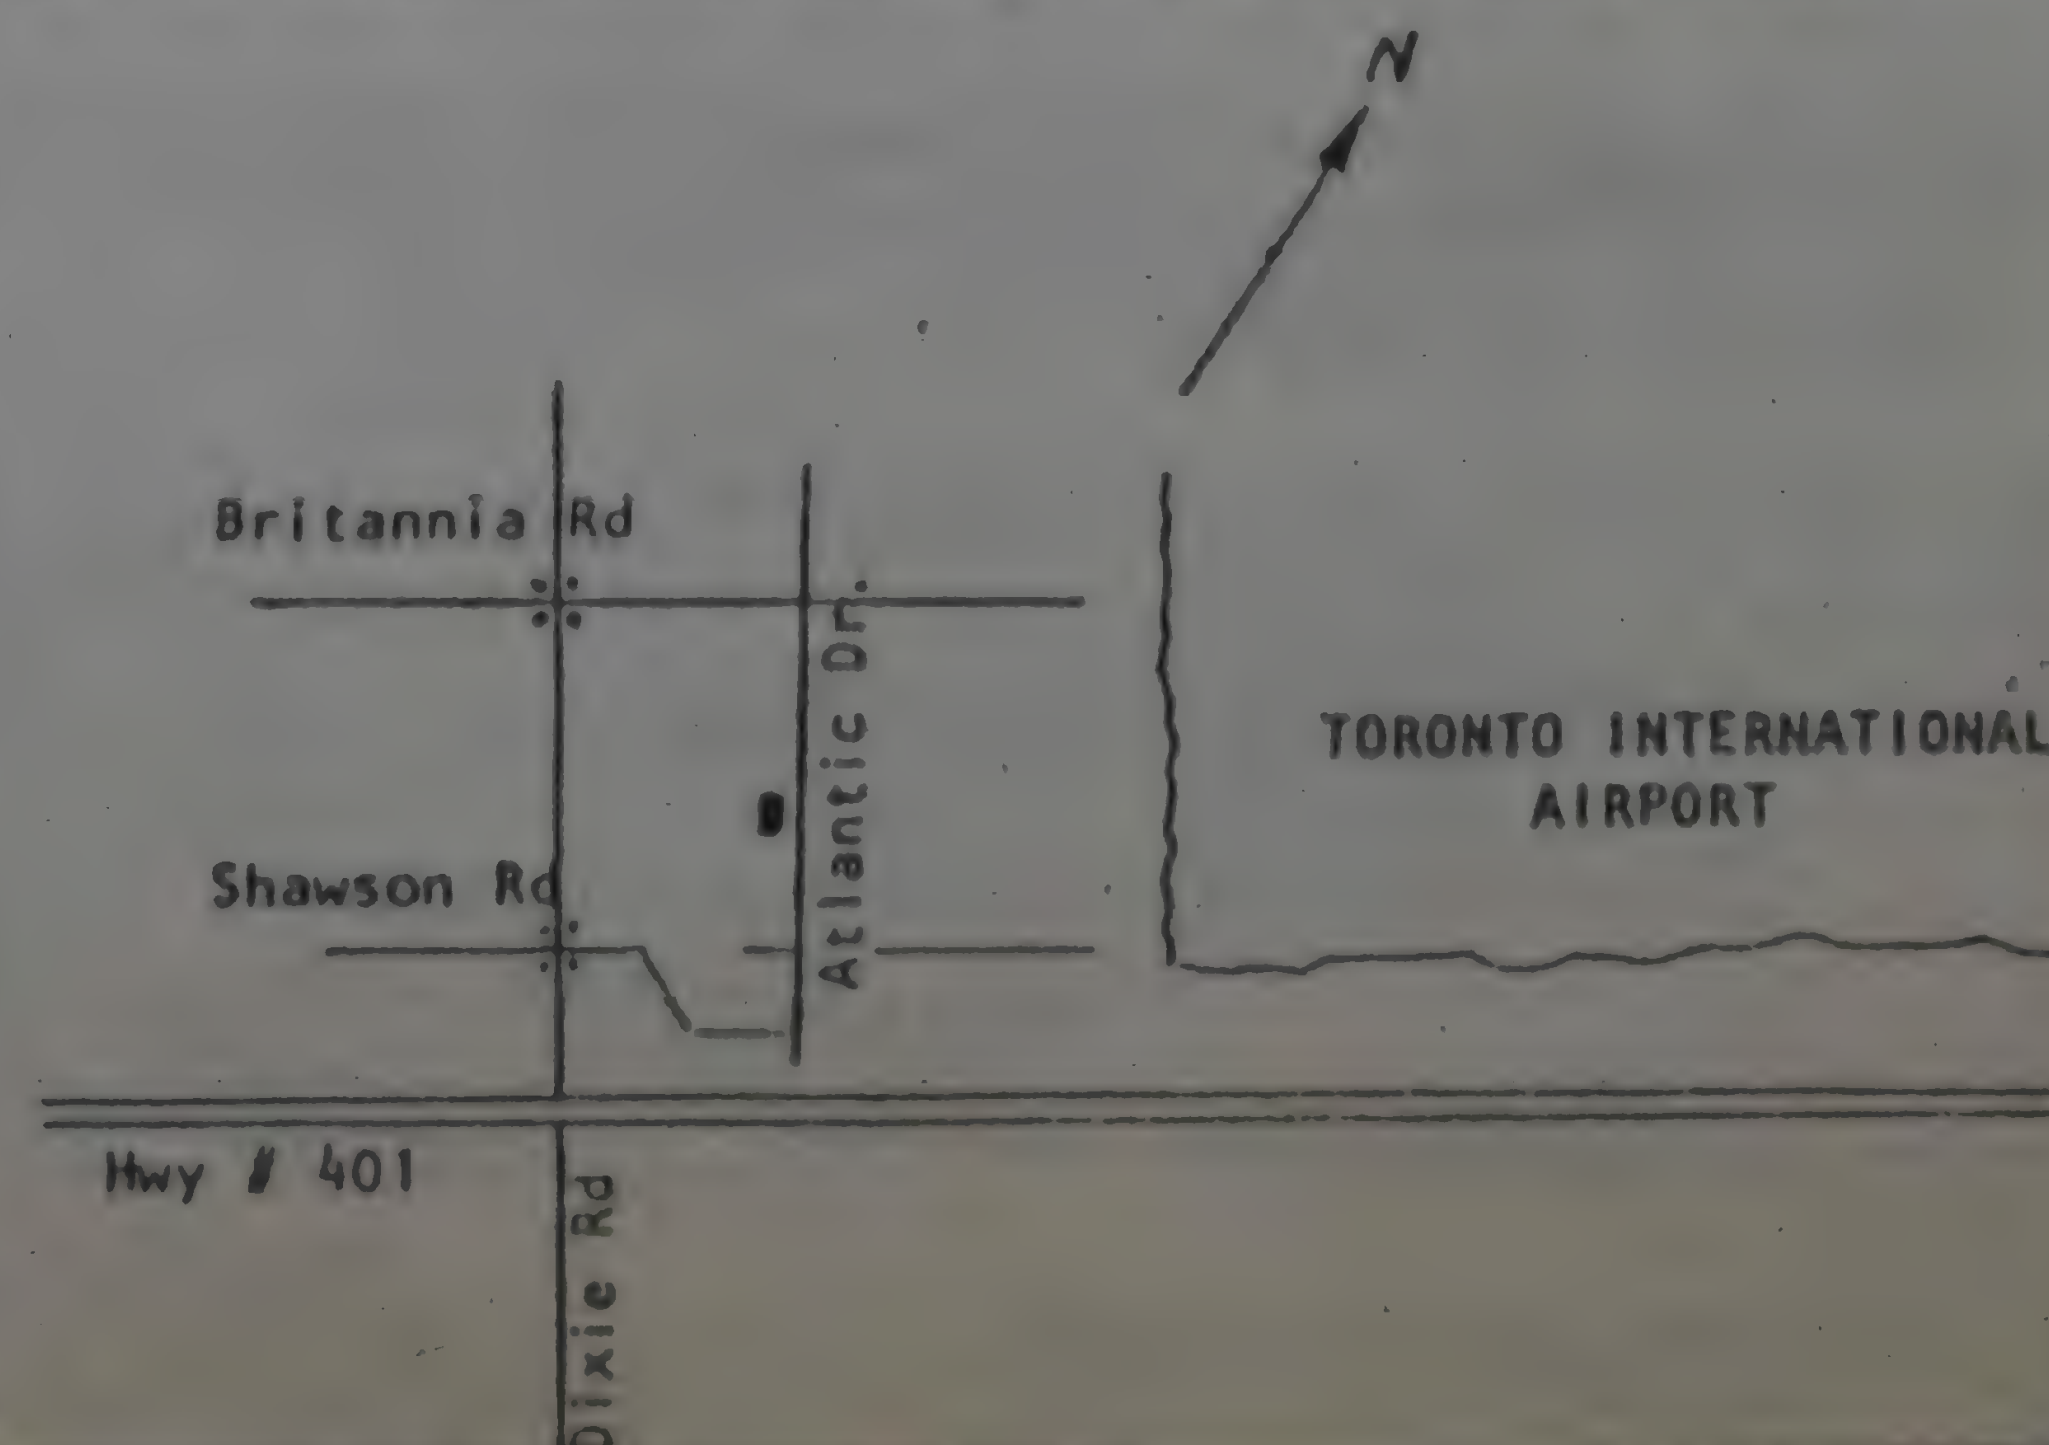 N
Britannia Rd
Atlantic Dr.
TORONTO INTERNATIONAL
AIRPORT
Shawson Rd
Hwy # 401
Dixie Rd